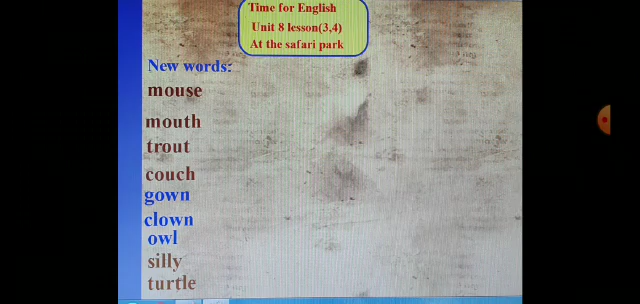 Time for English
Unit 8 lesson(3,4)
At the safari park
New words:
mouse
mouth
trout
couch
gown
clown
owl
silly
turtle